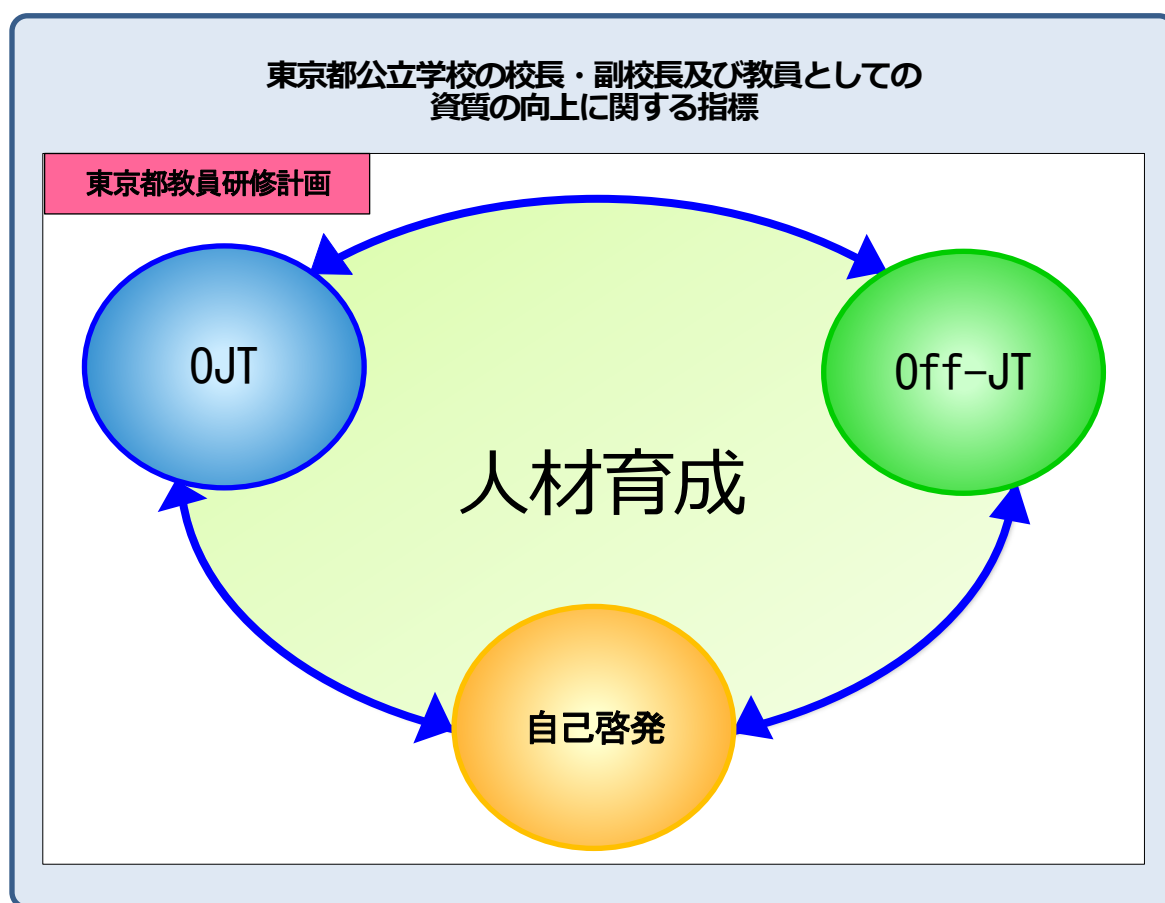 東京都公立学校の校長・副校長及び教員としての
資質の向上に関する指標
東京都教員研修計画
OJT
Off-JT
人材育成
自己啓発